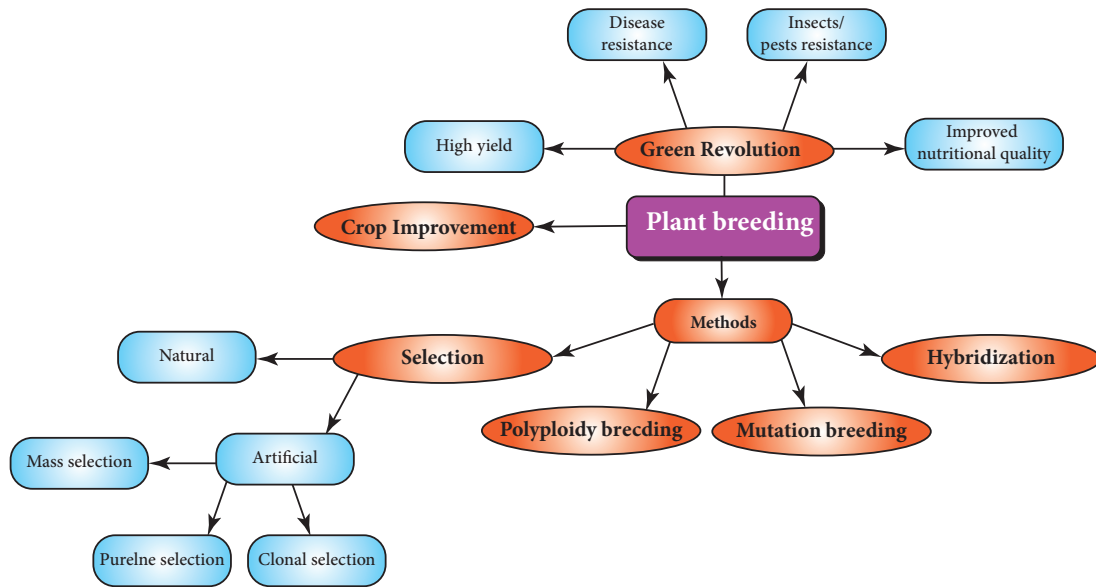 Disease
resistance
Insects/
pests resistance
High yield
Green Revolution
Improved
nutritional quality
Crop Improvement
Plant breeding
Methods
Natural
Selection
Hybridization
Polyploidy brecding
Mutation breeding
Mass selection
Artificial
Purelne selection
Clonal selection